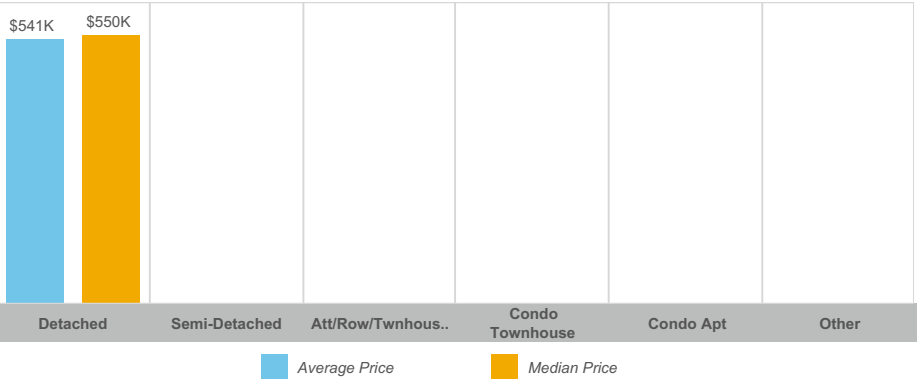 $541K
$550K
Detached
Semi-Detached
Att/Row/Twnhous..
Condo
Townhouse
Condo Apt
Other
Average Price
Median Price